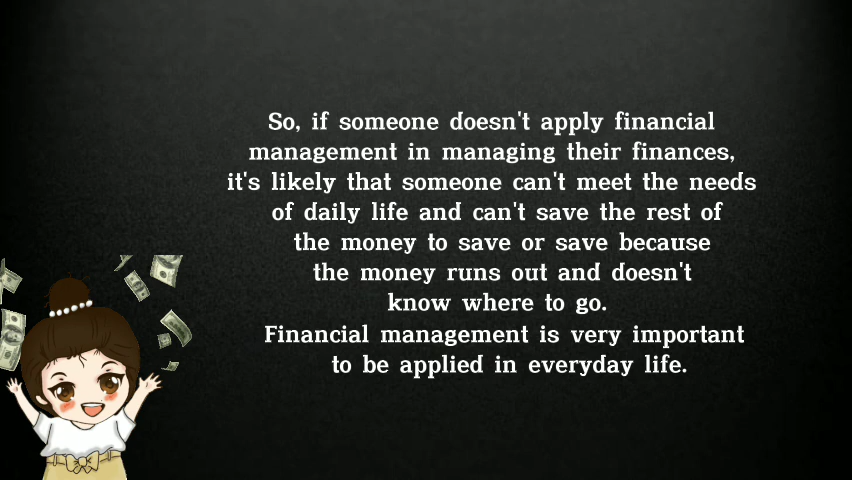 So, if someone doesn't apply financial
management in managing their finances,
it's likely that someone can't meet the needs
of daily life and can't save the rest of
the money to save or save because
the money runs out and doesn't
know where to go.
Financial management is very important
to be applied in everyday life.